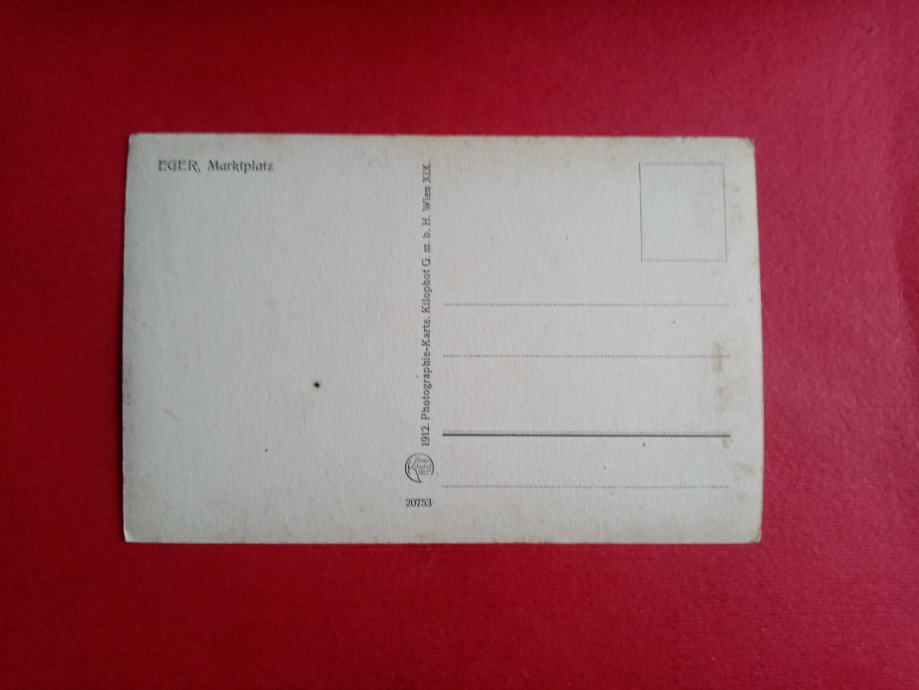 EGER, Marktplatz
1912. Photographie-Karte. Kilophot G. m. b. H. Wien XIX.
20753